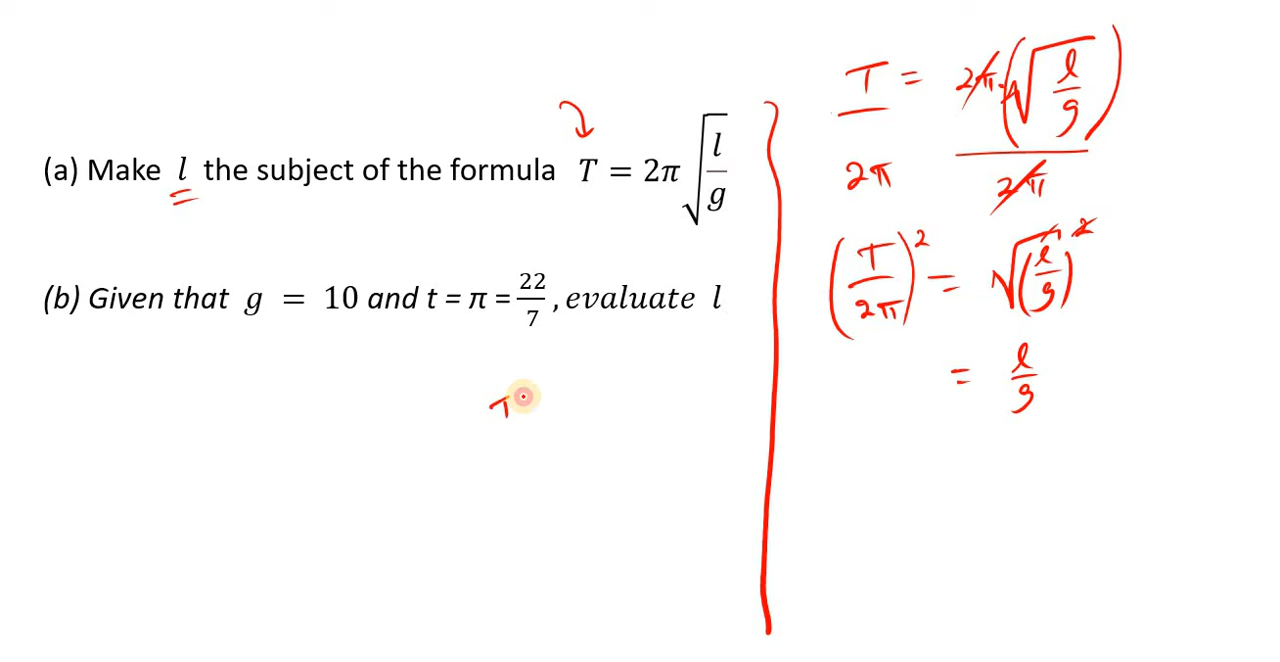 (a) Make l the subject of the formula T = 2π √(l/g)
(b) Given that g = 10 and t = π = 22/7 , evaluate l
T
T/2π = 2π·(√(l/g))/2π
(T/2π)² = √(l/g)²
= l/g